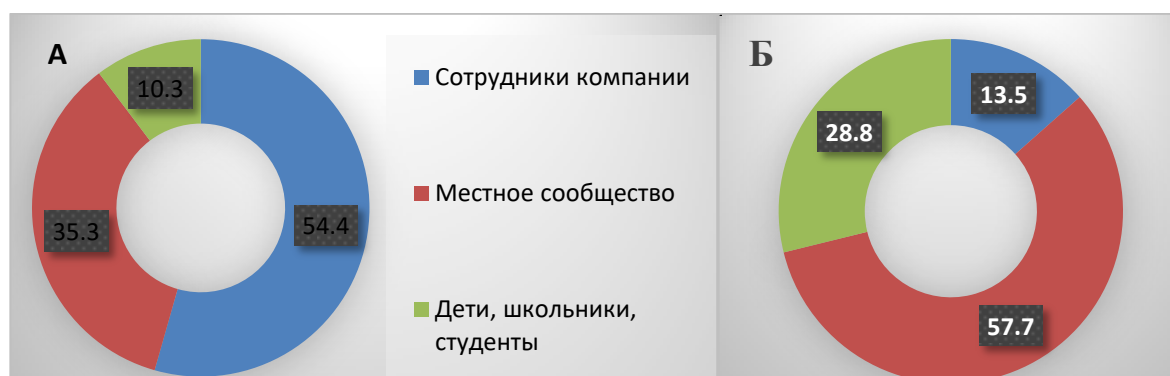 А
10.3
35.3
54.4
Сотрудники компании
Местное сообщество
Дети, школьники,
студенты
Б
13.5
28.8
57.7